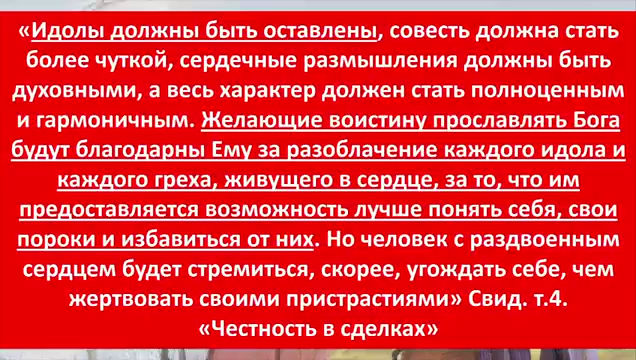 «Идолы должны быть оставлены, совесть должна стать
более чуткой, сердечные размышления должны быть
духовными, а весь характер должен стать полноценным
и гармоничным. Желающие воистину прославлять Бога
будут благодарны Ему за разоблачение каждого идола и
каждого греха, живущего в сердце, за то, что им
предоставляется возможность лучше понять себя, свои
пороки и избавиться от них. Но человек с раздвоенным
сердцем будет стремиться, скорее, угождать себе, чем
жертвовать своими пристрастиями» Свид. т.4.
«Честность в сделках»